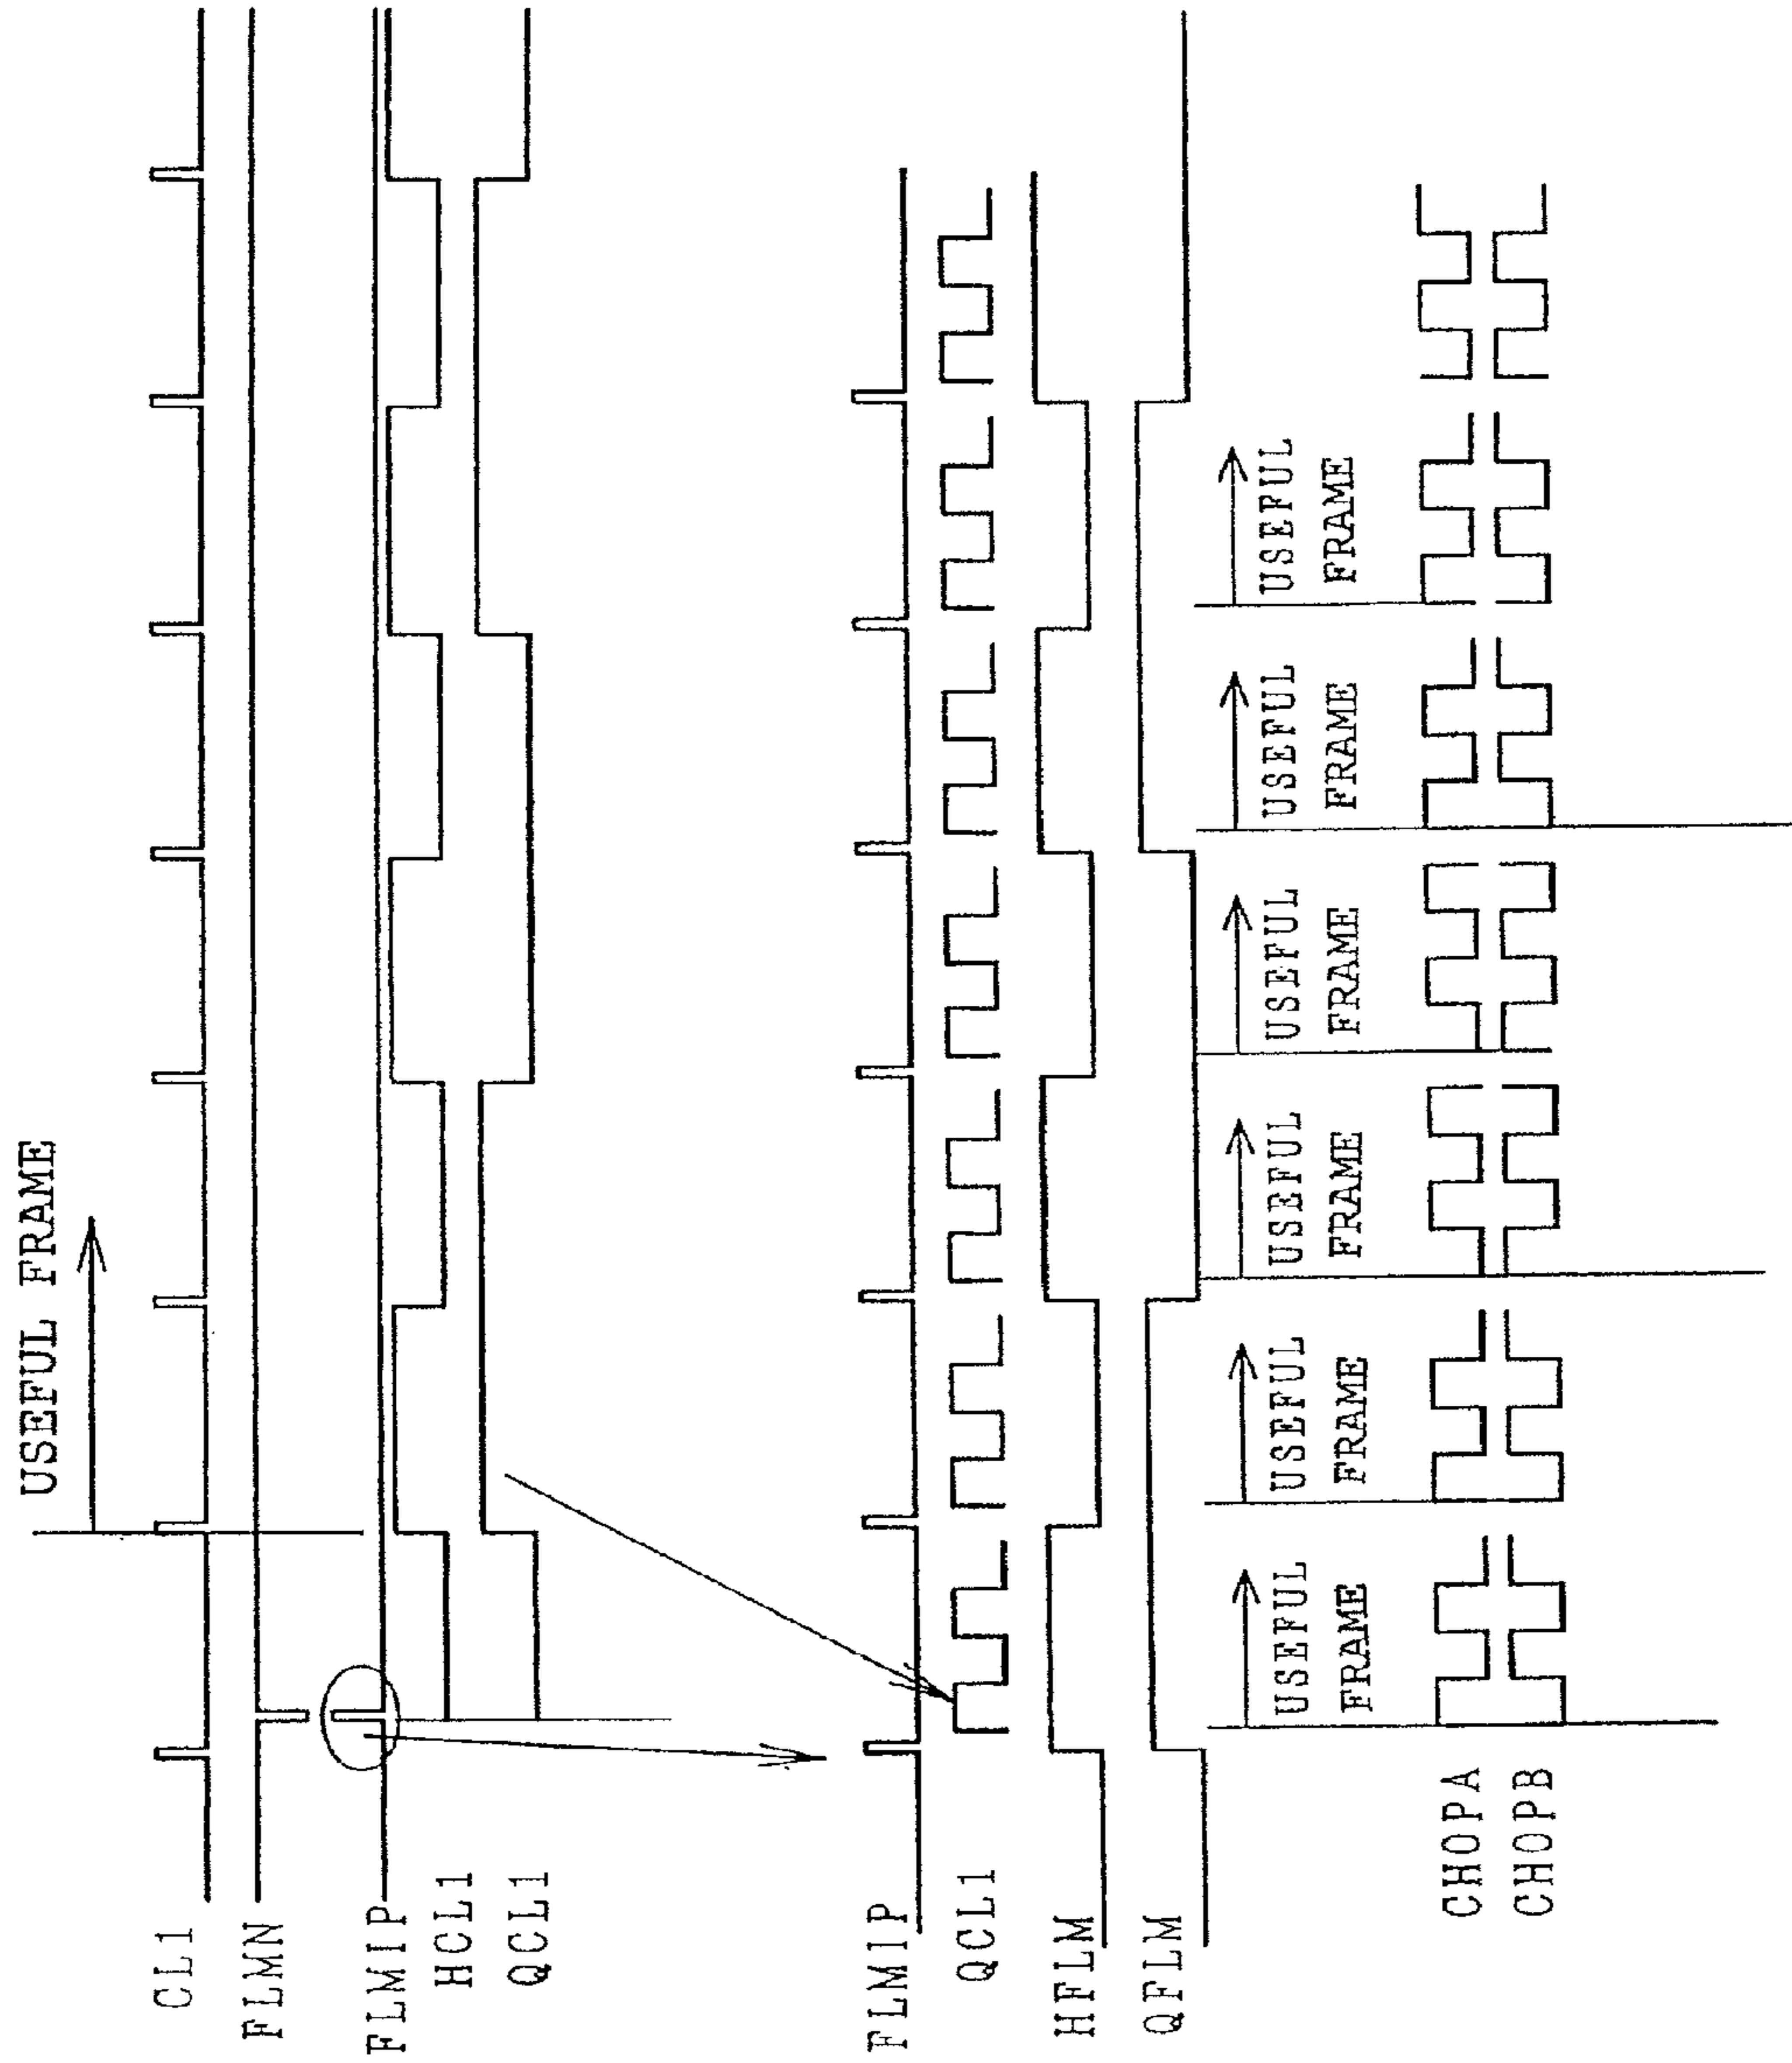 USEFUL FRAME
CL1
FLMN
FLMIP
HCL1
QCL1
FLMIP
QCL1
HFLM
QFLM
USEFUL
FRAME
USEFUL
FRAME
USEFUL
FRAME
USEFUL
FRAME
USEFUL
FRAME
USEFUL
FRAME
CHOPA
CHOPB